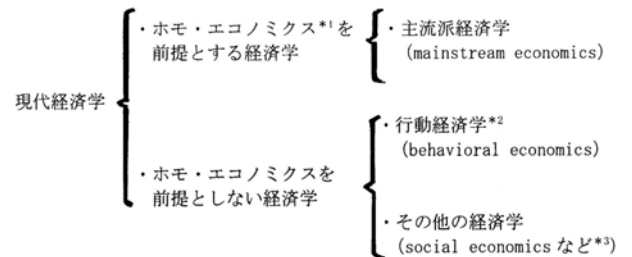 ・ホモ・エコノミクス*1を
前提とする経済学
・主流派経済学
(mainstream economics)
現代経済学
・行動経済学*2
(behavioral economics)
・ホモ・エコノミクスを
前提としない経済学
・その他の経済学
(social economics など*3)